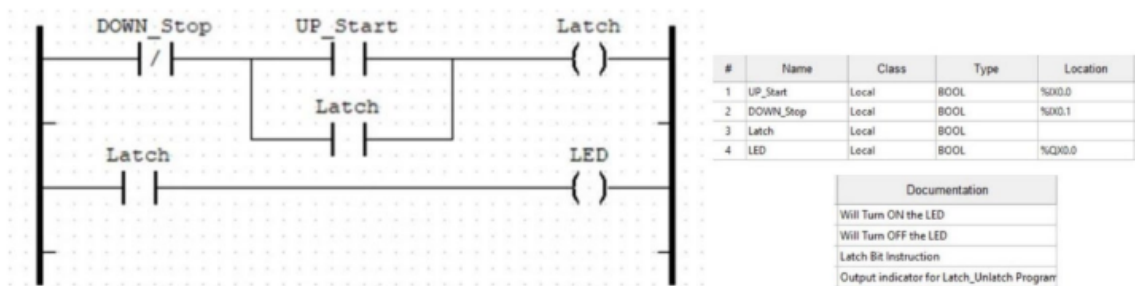 DOWN_Stop UP_Start Latch
Latch
Latch LED
# Name Class Type Location
1 UP_Start Local BOOL %IX0.0
2 DOWN_Stop Local BOOL %IX0.1
3 Latch Local BOOL
4 LED Local BOOL %QX0.0
Documentation
Will Turn ON the LED
Will Turn OFF the LED
Latch Bit Instruction
Output indicator for Latch_Unlatch Program